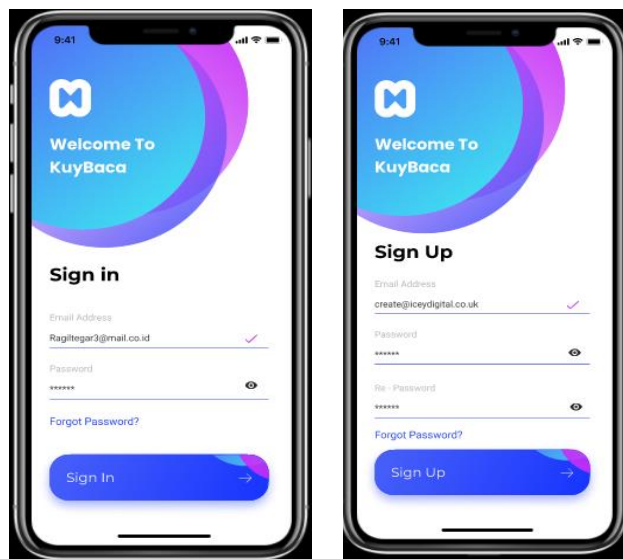 9:41
Welcome To
KuyBaca
Sign in
Email Address
Ragiltegar3@mail.co.id
Password
******
Forgot Password?
Sign In
9:41
Welcome To
KuyBaca
Sign Up
Email Address
create@iceydigital.co.uk
Password
******
Re - Password
******
Forgot Password?
Sign Up